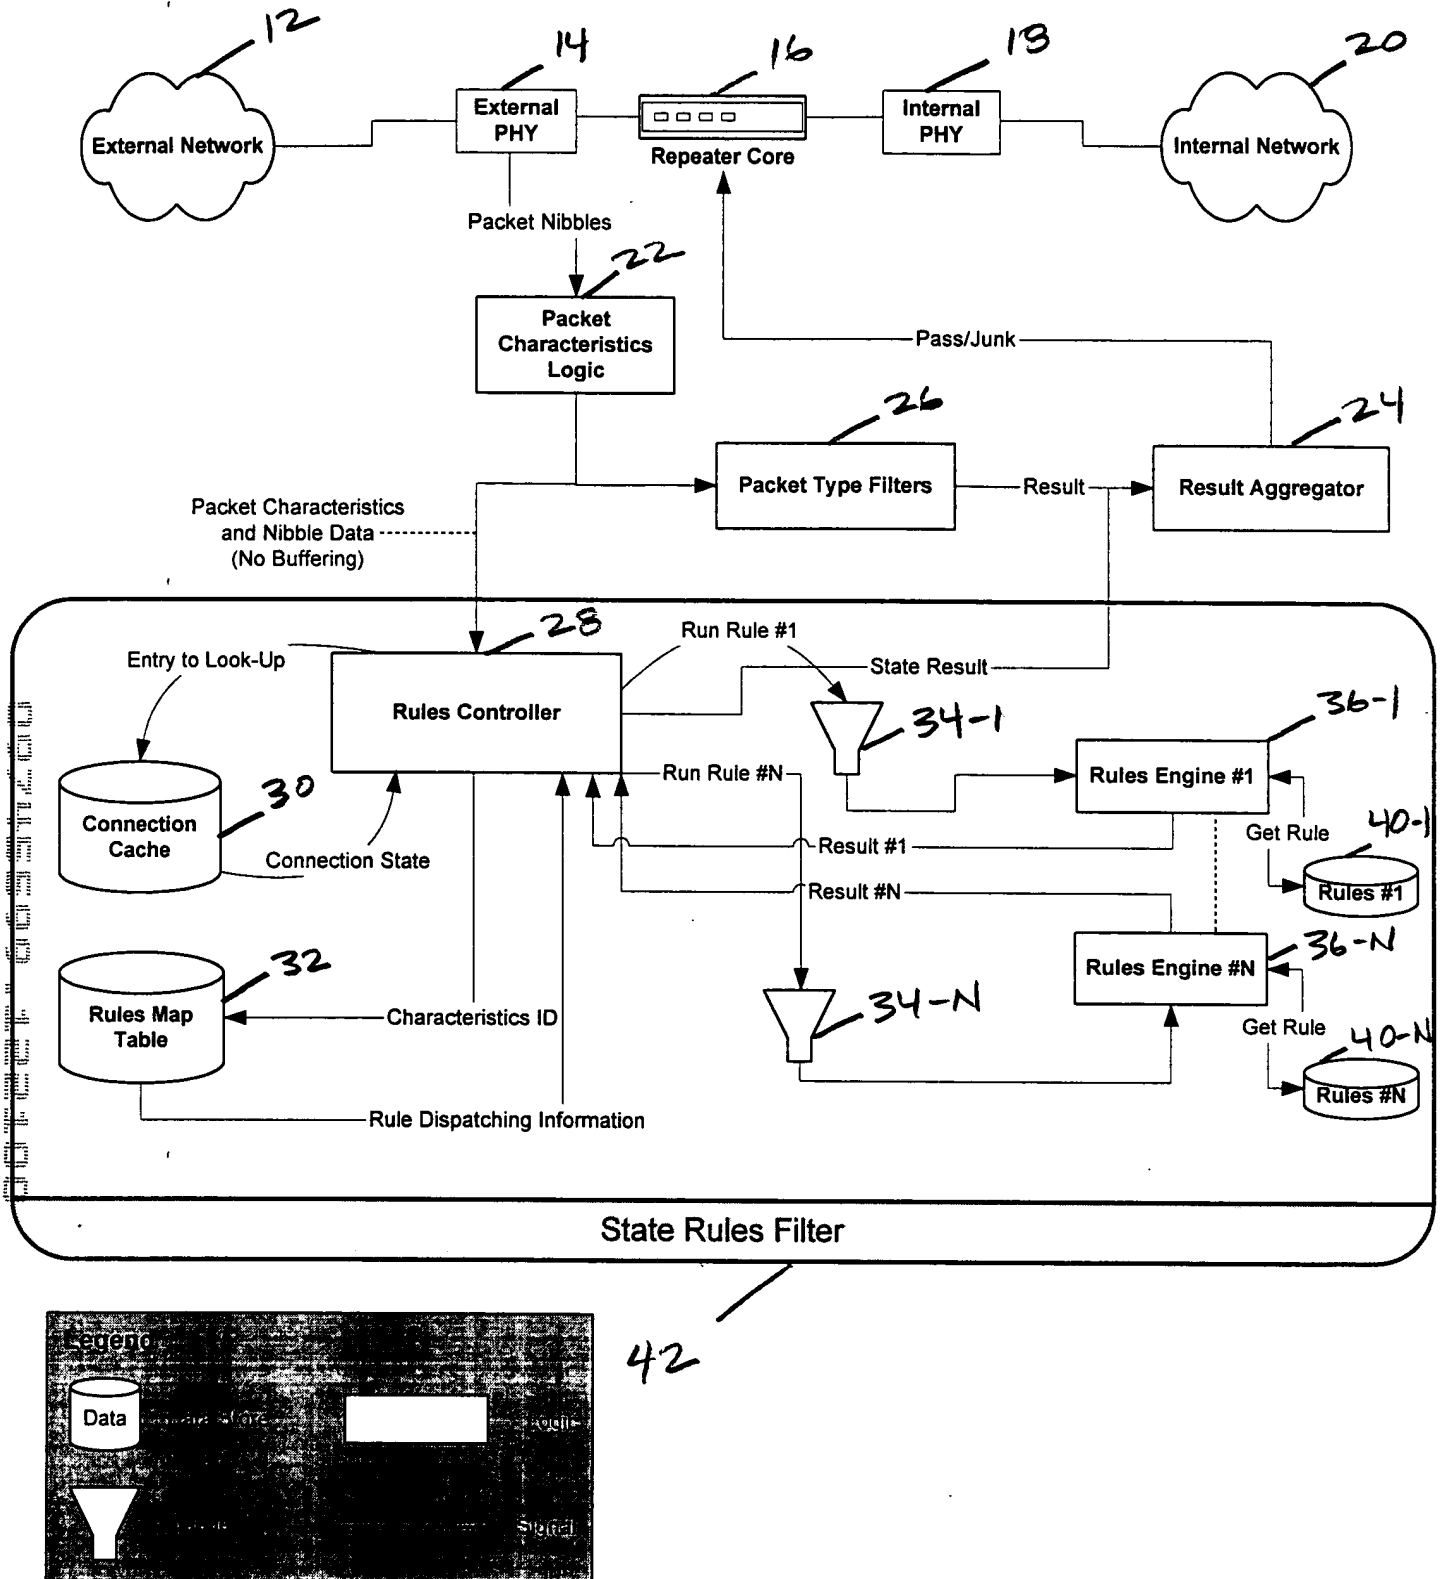 12
14
16
18
20
External Network
External
PHY
Repeater Core
Internal
PHY
Internal Network
Packet Nibbles
22
Packet
Characteristics
Logic
Pass/Junk
26
24
Packet Type Filters
Result
Result Aggregator
Packet Characteristics
and Nibble Data
(No Buffering)
28
Run Rule #1
Entry to Look-Up
State Result
Rules Controller
34-1
36-1
Run Rule #N
Rules Engine #1
30
Connection
Cache
Connection State
Result #1
Get Rule
40-1
Rules #1
Result #N
32
36-N
Rules Engine #N
Rules Map
Table
Characteristics ID
34-N
Get Rule
40-N
Rules #N
Rule Dispatching Information
State Rules Filter
42
Legend
Data
Data Store
Logic
Signal